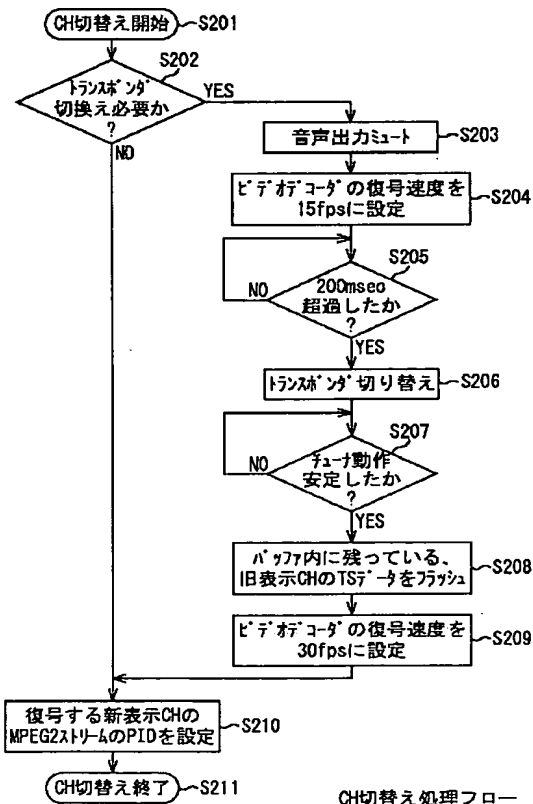 CH切替え開始
S201
S202
トランスポンダ
切換え必要か
?
YES
NO
音声出力ミュート
S203
ビデオデコーダの復号速度を
15fpsに設定
S204
S205
200msec
超過したか
?
NO
YES
トランスポンダ切り替え
S206
S207
チューナ動作
安定したか
?
NO
YES
バッファ内に残っている、
旧表示CHのTSデータをフラッシュ
S208
ビデオデコーダの復号速度を
30fpsに設定
S209
復号する新表示CHの
MPEG2ストリームのPIDを設定
S210
CH切替え終了
S211
CH切替え処理フロー